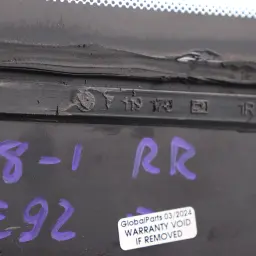 8-1 RR
E92
GlobalParts 03/2024
WARRANTY VOID
IF REMOVED